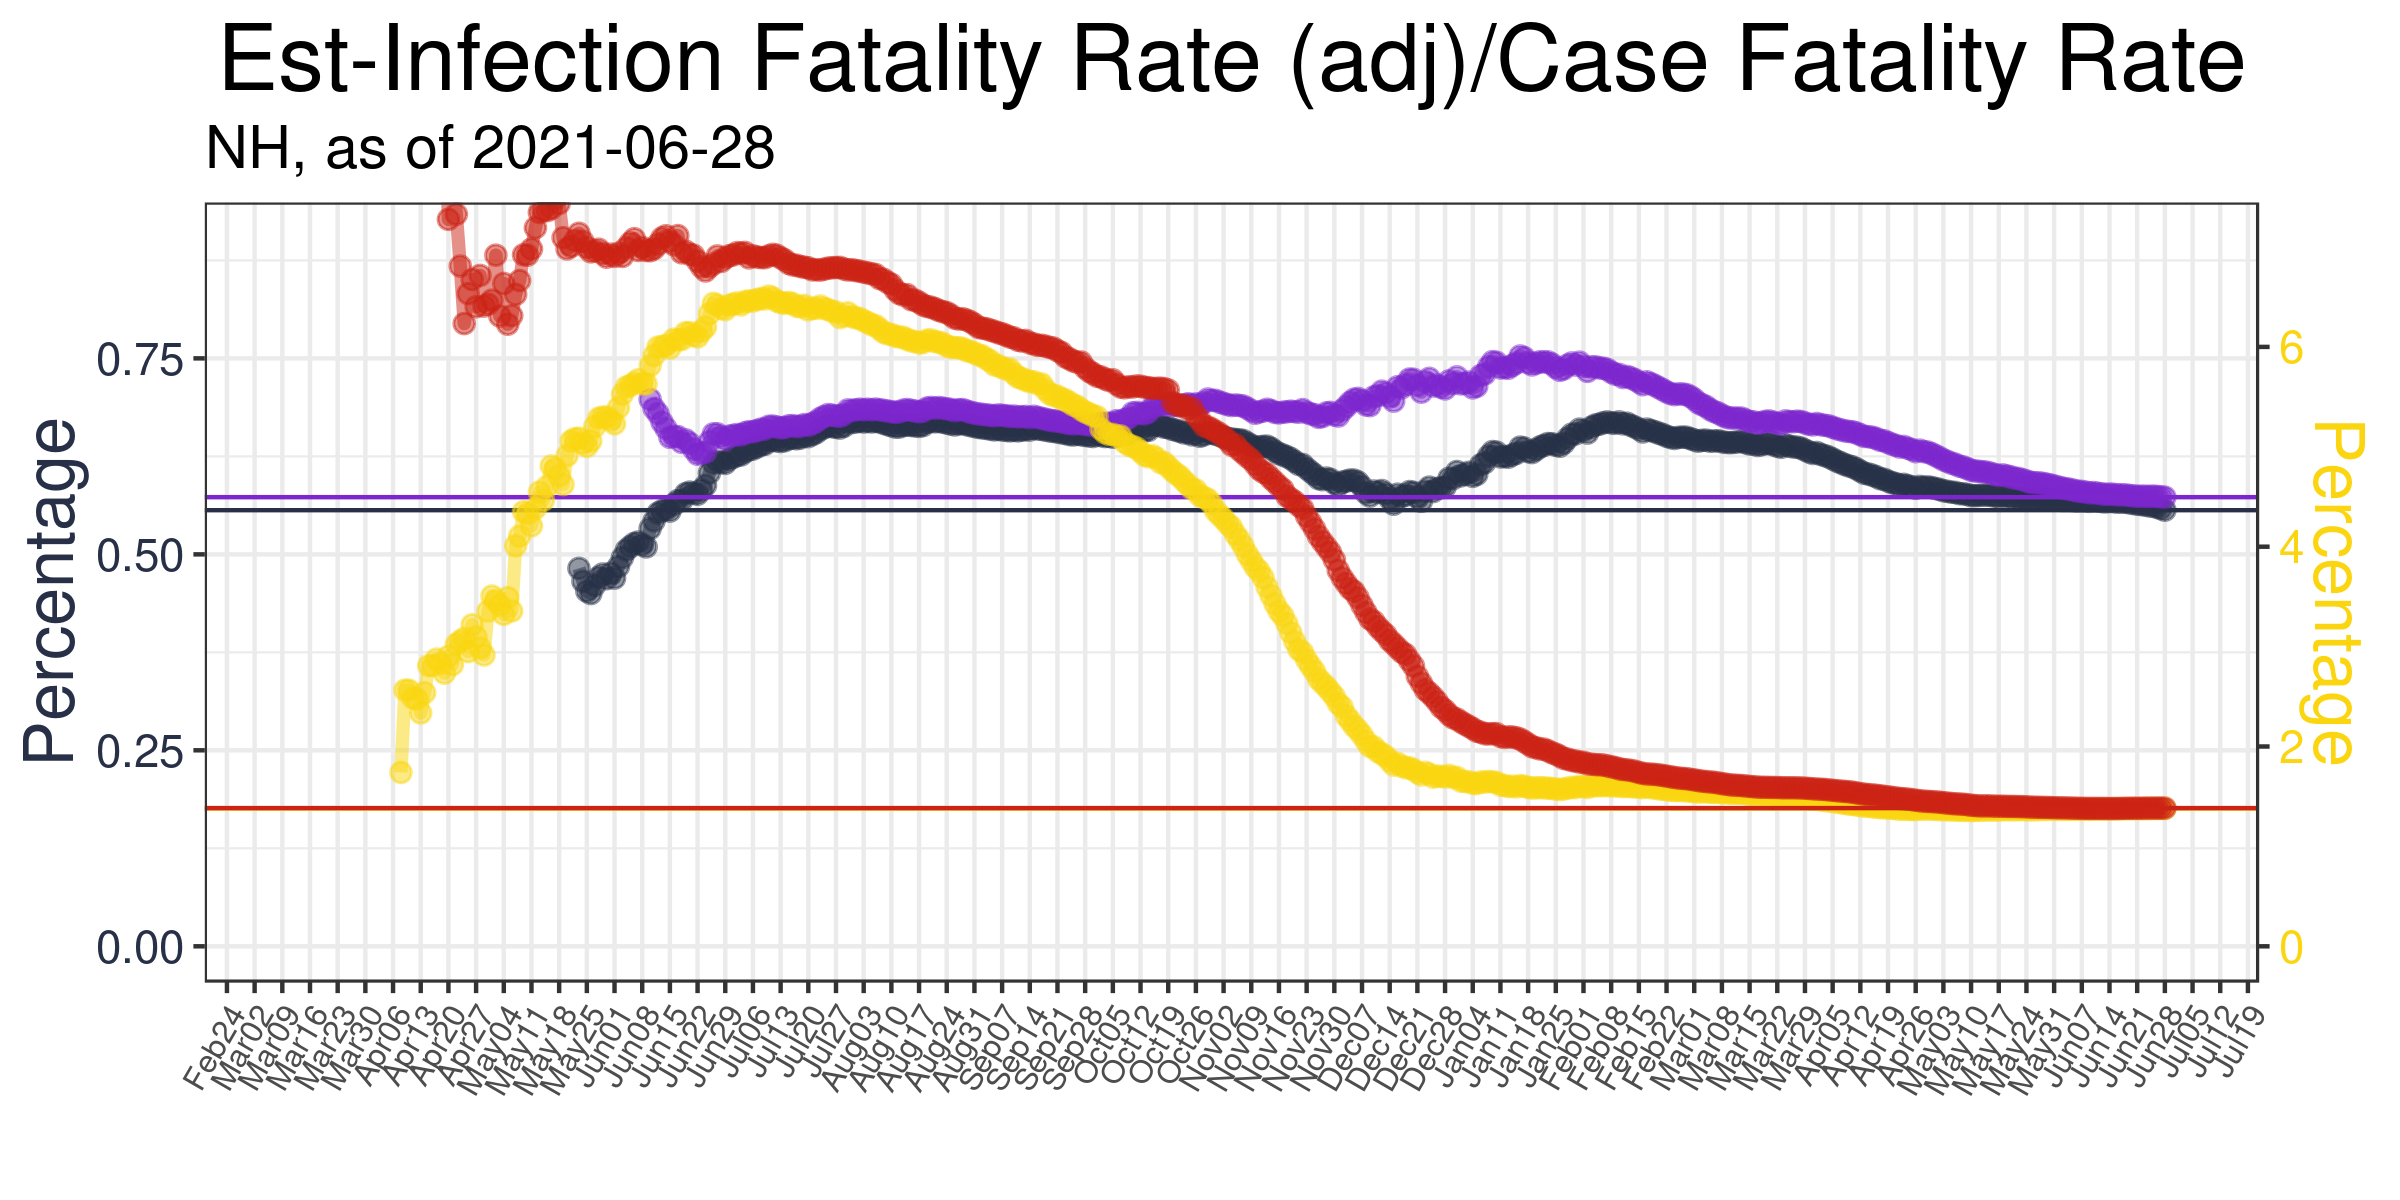 Est-Infection Fatality Rate (adj)/Case Fatality Rate
NH, as of 2021-06-28
Percentage
0.75
0.50
0.25
0.00
6
4
2
0
Percentage
Feb24
Mar02
Mar09
Mar16
Mar23
Mar30
Apr06
Apr13
Apr20
Apr27
May04
May11
May18
May25
Jun01
Jun08
Jun15
Jun22
Jun29
Jul06
Jul13
Jul20
Jul27
Aug03
Aug10
Aug17
Aug24
Aug31
Sep07
Sep14
Sep21
Sep28
Oct05
Oct12
Oct19
Oct26
Nov02
Nov09
Nov16
Nov23
Nov30
Dec07
Dec14
Dec21
Dec28
Jan04
Jan11
Jan18
Jan25
Feb01
Feb08
Feb15
Feb22
Mar01
Mar08
Mar15
Mar22
Mar29
Apr05
Apr12
Apr19
Apr26
May03
May10
May17
May24
May31
Jun07
Jun14
Jun21
Jun28
Jul05
Jul12
Jul19